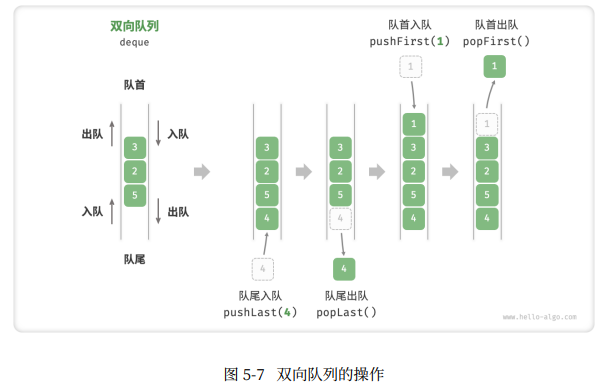 双向队列
deque
队首
出队
入队
3
2
5
入队
出队
队尾
3
2
5
4
4
队尾入队
pushLast(4)
3
2
5
4
4
队尾出队
popLast()
队首入队
pushFirst(1)
1
1
3
2
5
4
队首出队
popFirst()
1
1
3
2
5
4
www.hello-algo.com
图 5-7 双向队列的操作